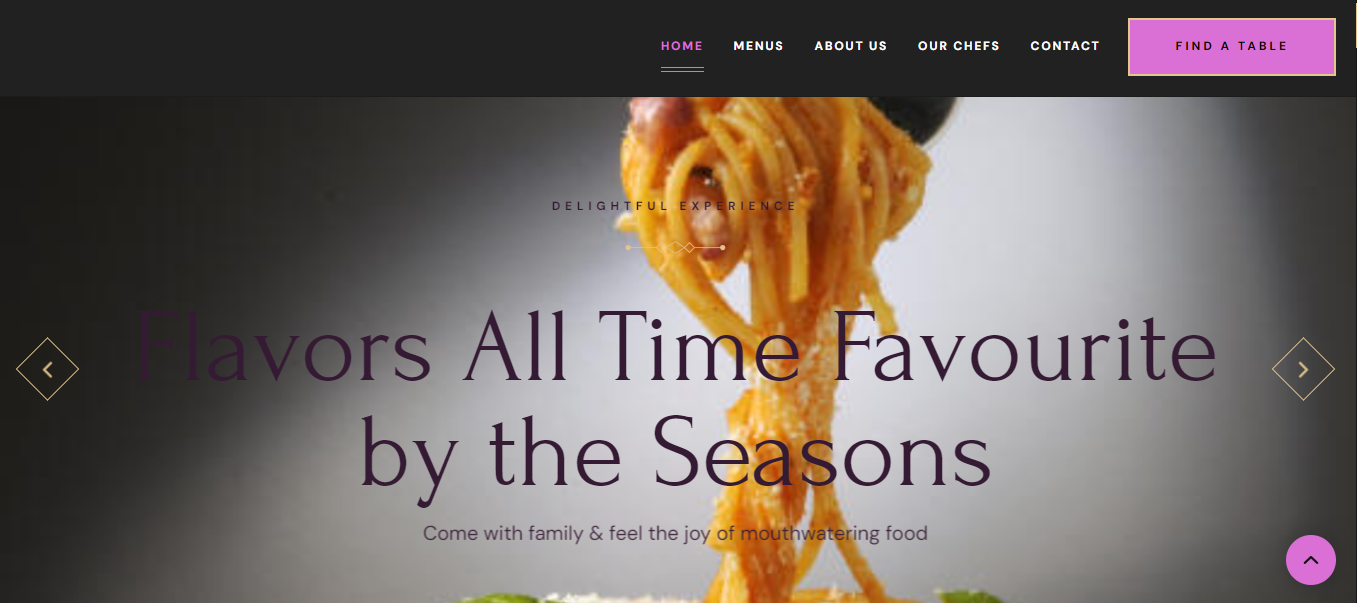 HOME MENUS ABOUT US OUR CHEFS CONTACT FIND A TABLE
DELIGHTFUL EXPERIENCE
Flavors All Time Favourite
by the Seasons
Come with family & feel the joy of mouthwatering food